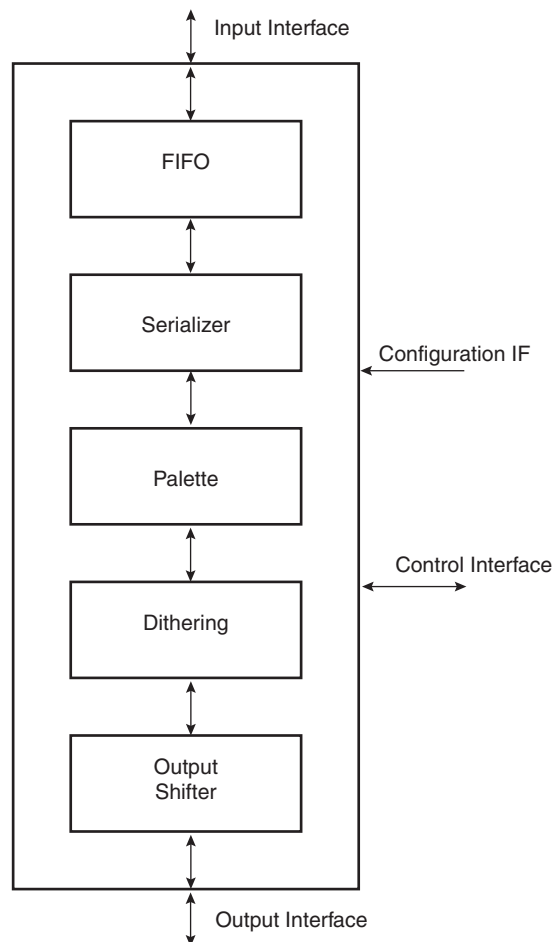 Input Interface
FIFO
Serializer
Configuration IF
Palette
Control Interface
Dithering
Output
Shifter
Output Interface